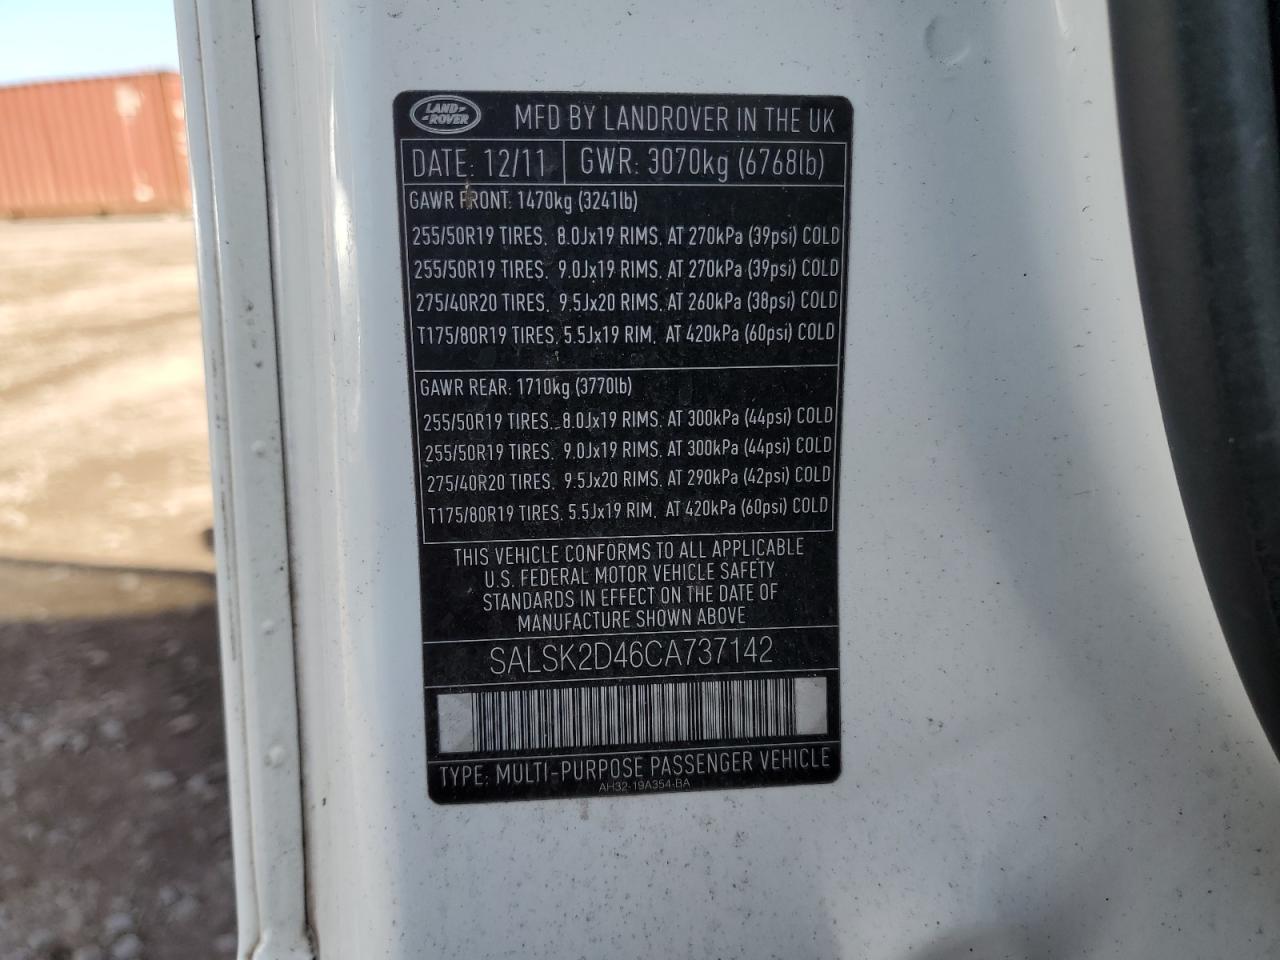 LAND-
-ROVER
MFD BY LANDROVER IN THE UK
DATE: 12/11 GWR: 3070kg (6768lb)
GAWR FRONT: 1470kg (3241lb)
255/50R19 TIRES, 8.0Jx19 RIMS, AT 270kPa (39psi) COLD
255/50R19 TIRES, 9.0Jx19 RIMS, AT 270kPa (39psi) COLD
275/40R20 TIRES, 9.5Jx20 RIMS, AT 260kPa (38psi) COLD
T175/80R19 TIRES, 5.5Jx19 RIM, AT 420kPa (60psi) COLD
GAWR REAR: 1710kg (3770lb)
255/50R19 TIRES, 8.0Jx19 RIMS, AT 300kPa (44psi) COLD
255/50R19 TIRES, 9.0Jx19 RIMS, AT 300kPa (44psi) COLD
275/40R20 TIRES, 9.5Jx20 RIMS, AT 290kPa (42psi) COLD
T175/80R19 TIRES, 5.5Jx19 RIM, AT 420kPa (60psi) COLD
THIS VEHICLE CONFORMS TO ALL APPLICABLE
U.S. FEDERAL MOTOR VEHICLE SAFETY
STANDARDS IN EFFECT ON THE DATE OF
MANUFACTURE SHOWN ABOVE
SALSK2D46CA737142
TYPE: MULTI-PURPOSE PASSENGER VEHICLE
AH32-19A354-BA